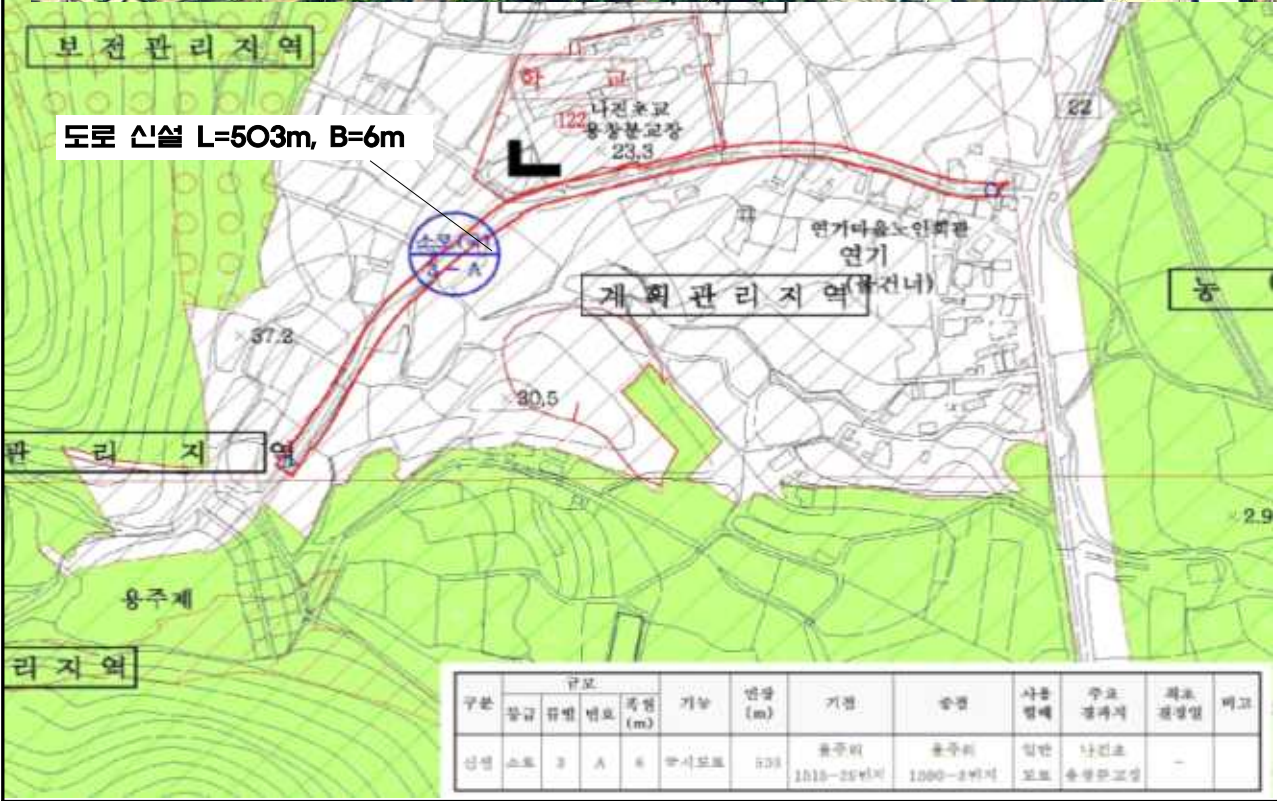 보전관리지역
학 교
나진초교
122
용창분교장
22
도로 신설 L=503m, B=6m
23.3
연기마을노인회관
연기
(물건너)
3 - A
계획관리지역
농
37.2
30.5
관 리 지 역
2.9
용주제
리지역
구분 규모 기능 연장 (m) 기점 종점 사용 형태 주요 경과지 최초 결정일 비고
등급 류별 번호 폭원 (m)
신설 소로 3 A 6 용주리 용주리 일반 나진초 -
도로 용창분교장